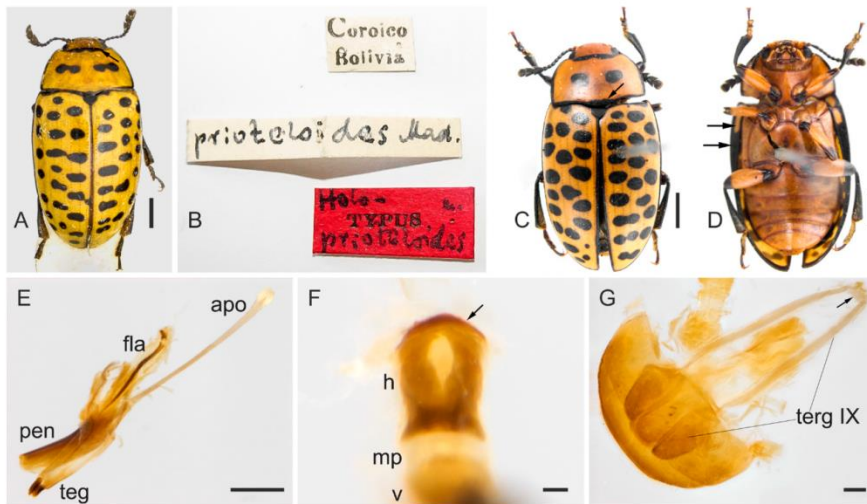 A
B
Coroico
Bolivia
prioteloides Mad.
Holo-
TYPUS
prioteloides
C
D
E
pen
teg
fla
apo
F
h
mp
v
G
terg IX